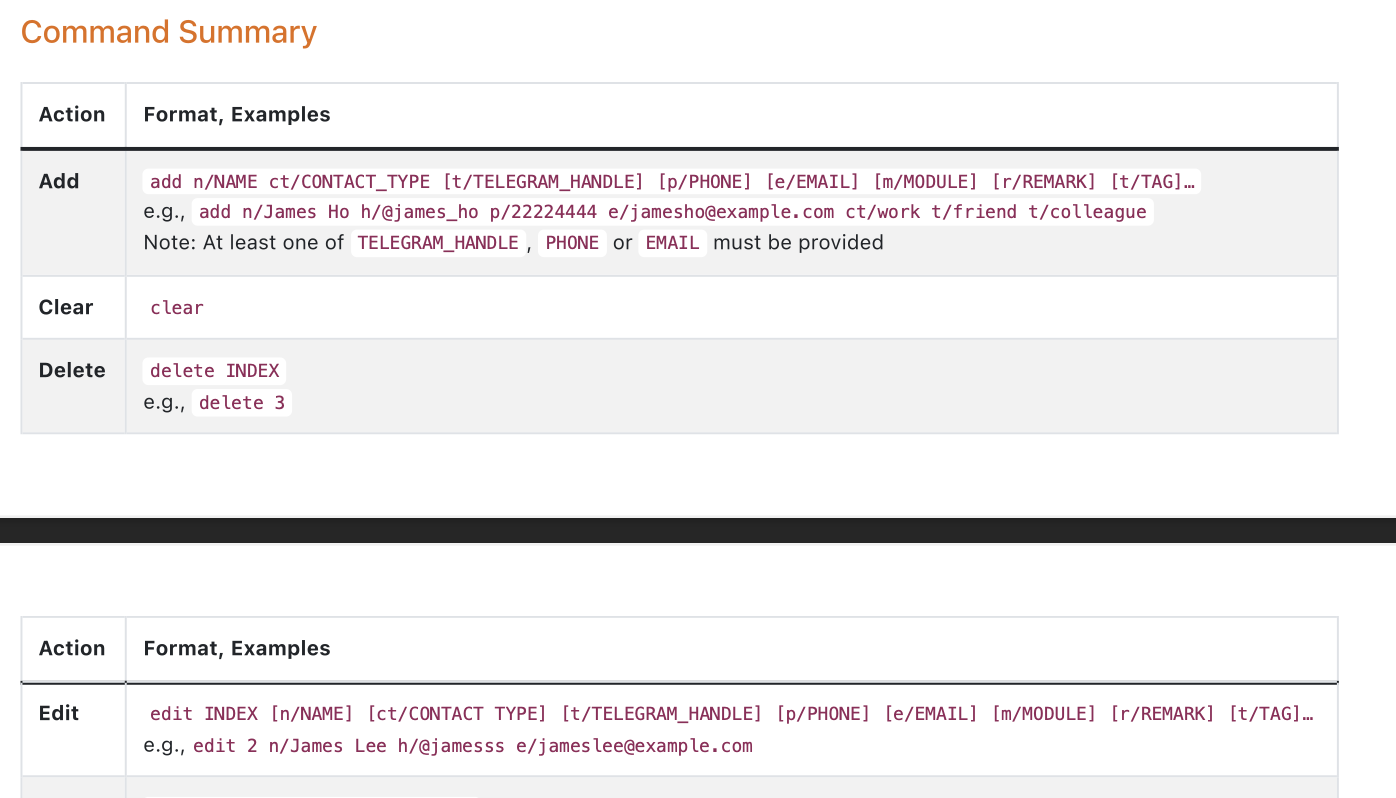 Command Summary
Action Format, Examples
Add add n/NAME ct/CONTACT_TYPE [t/TELEGRAM_HANDLE] [p/PHONE] [e/EMAIL] [m/MODULE] [r/REMARK] [t/TAG]…
e.g., add n/James Ho h/@james_ho p/22224444 e/jamesho@example.com ct/work t/friend t/colleague
Note: At least one of TELEGRAM_HANDLE , PHONE or EMAIL must be provided
Clear clear
Delete delete INDEX
e.g., delete 3
Action Format, Examples
Edit edit INDEX [n/NAME] [ct/CONTACT TYPE] [t/TELEGRAM_HANDLE] [p/PHONE] [e/EMAIL] [m/MODULE] [r/REMARK] [t/TAG]…
e.g., edit 2 n/James Lee h/@jamesss e/jameslee@example.com